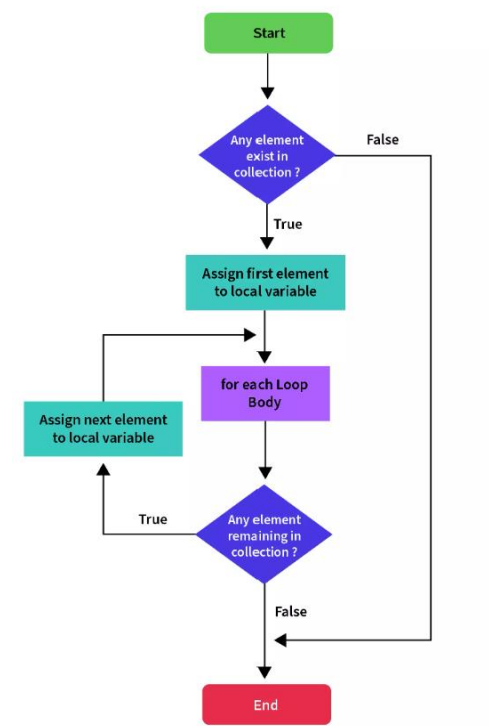 Start
Any element
exist in
collection ?
False
True
Assign first element
to local variable
for each Loop
Body
Assign next element
to local variable
True
Any element
remaining in
collection ?
False
End